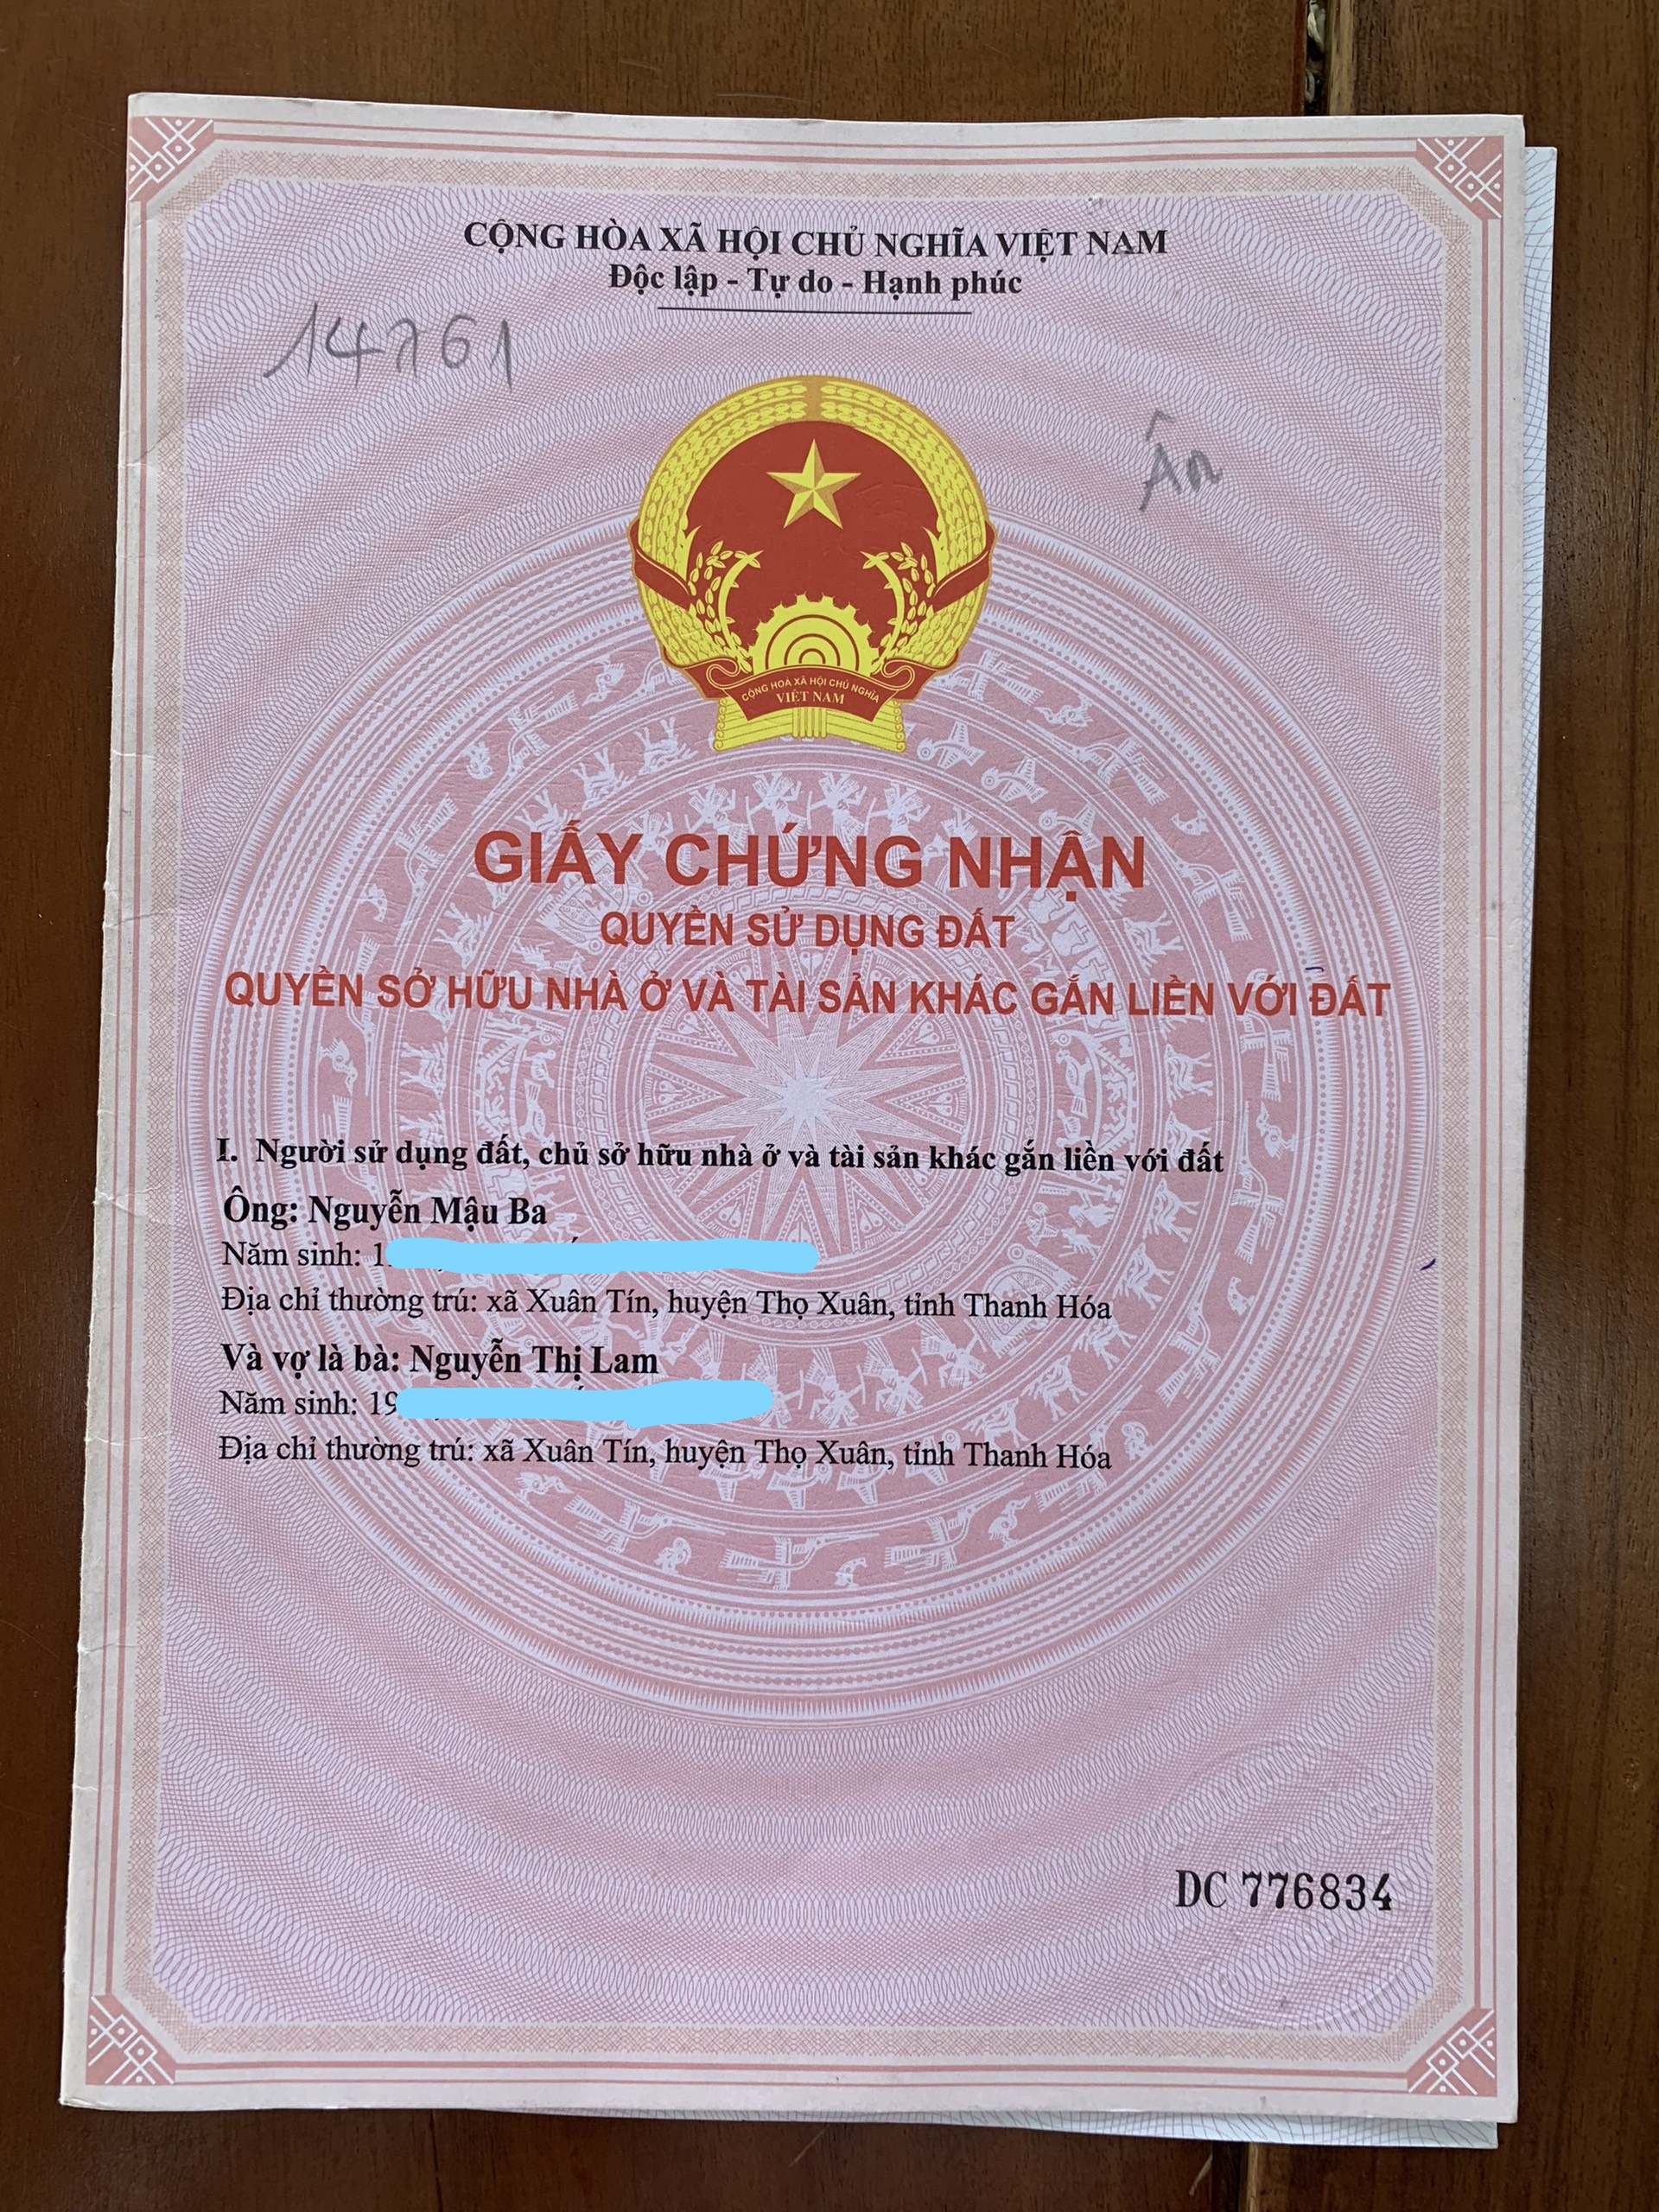 CỘNG HÒA XÃ HỘI CHỦ NGHĨA VIỆT NAM
Độc lập - Tự do - Hạnh phúc
14761
Ân
CỘNG HOÀ XÃ HỘI CHỦ NGHĨA
VIỆT NAM
GIẤY CHỨNG NHẬN
QUYỀN SỬ DỤNG ĐẤT
QUYỀN SỞ HỮU NHÀ Ở VÀ TÀI SẢN KHÁC GẮN LIỀN VỚI ĐẤT
I. Người sử dụng đất, chủ sở hữu nhà ở và tài sản khác gắn liền với đất
Ông: Nguyễn Mậu Ba
Năm sinh: 1
Địa chỉ thường trú: xã Xuân Tín, huyện Thọ Xuân, tỉnh Thanh Hóa
Và vợ là bà: Nguyễn Thị Lam
Năm sinh: 19
Địa chỉ thường trú: xã Xuân Tín, huyện Thọ Xuân, tỉnh Thanh Hóa
DC 776834